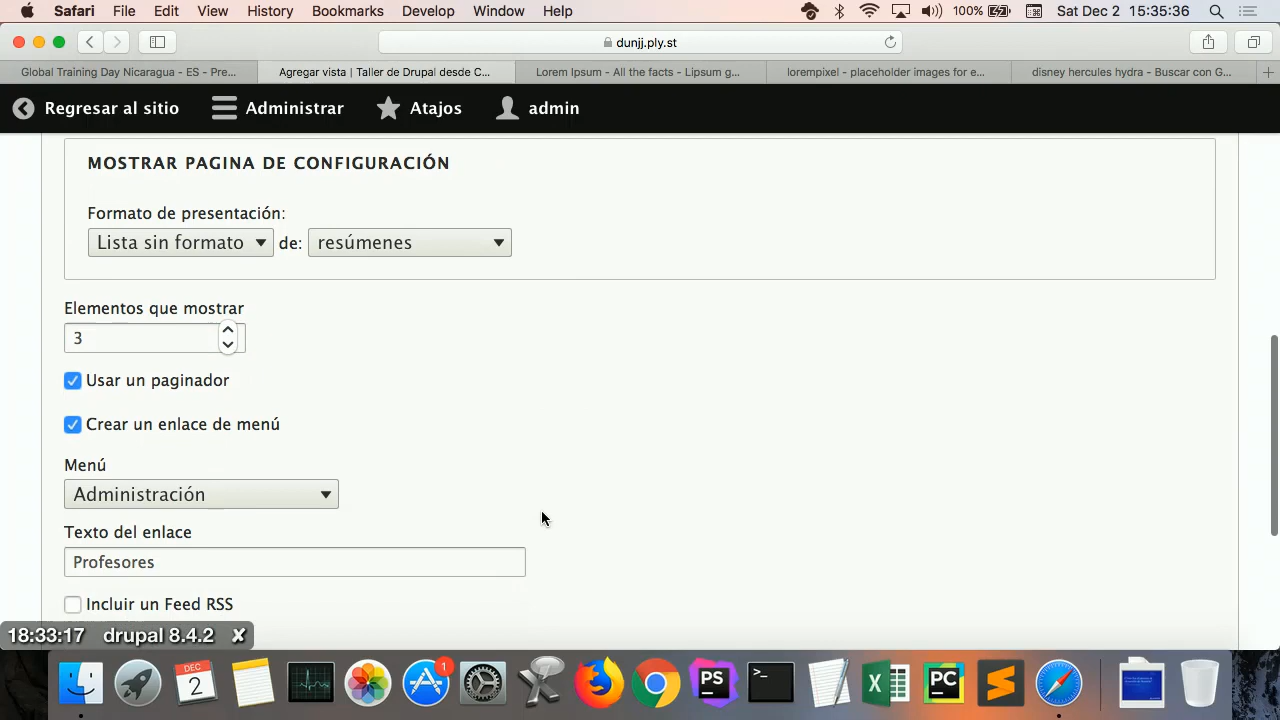 Safari File Edit View History Bookmarks Develop Window Help 100% Sat Dec 2 15:35:36
dunjj.ply.st
Global Training Day Nicaragua - ES - Pre... Agregar vista | Taller de Drupal desde C... Lorem Ipsum - All the facts - Lipsum g... lorempixel - placeholder images for e... disney hercules hydra - Buscar con G...
Regresar al sitio Administrar Atajos admin
MOSTRAR PAGINA DE CONFIGURACIÓN
Formato de presentación:
Lista sin formato de: resúmenes
Elementos que mostrar
3
Usar un paginador
Crear un enlace de menú
Menú
Administración
Texto del enlace
Profesores
Incluir un Feed RSS
18:33:17 drupal 8.4.2 ✘
DEC
2
1
PS
>_
PC